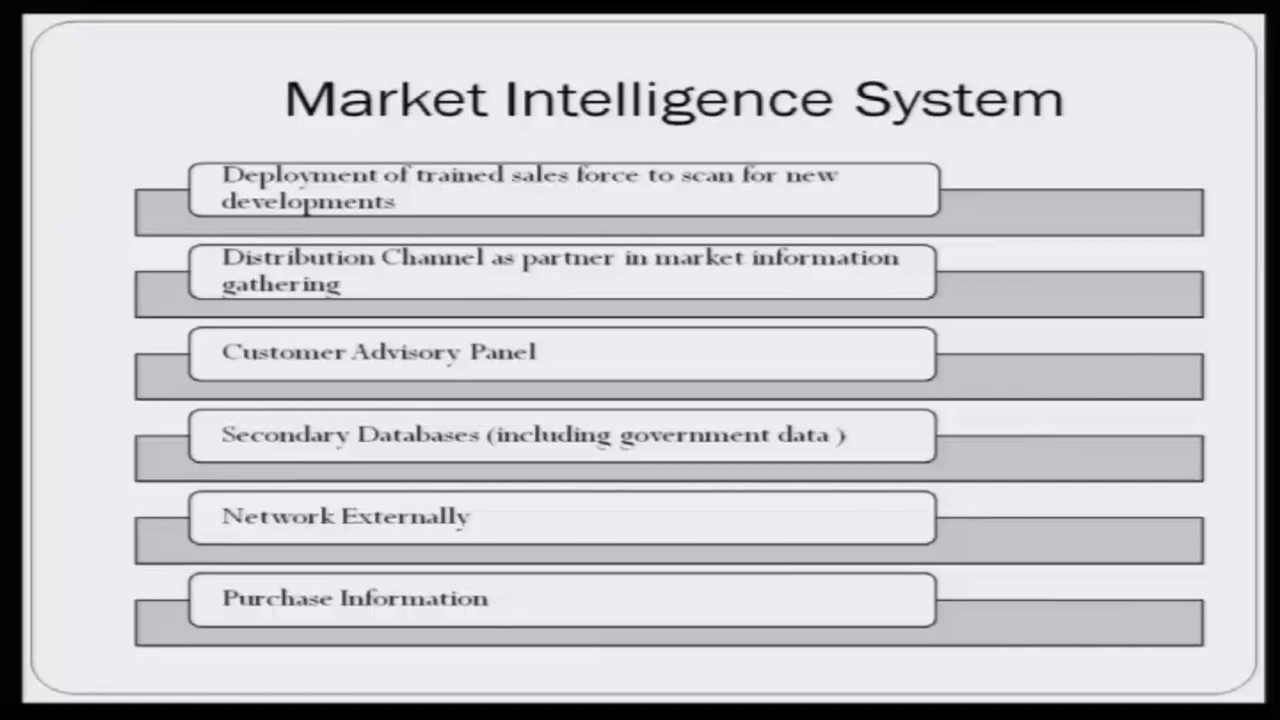 Market Intelligence System
Deployment of trained sales force to scan for new
developments
Distribution Channel as partner in market information
gathering
Customer Advisory Panel
Secondary Databases (including government data )
Network Externally
Purchase Information